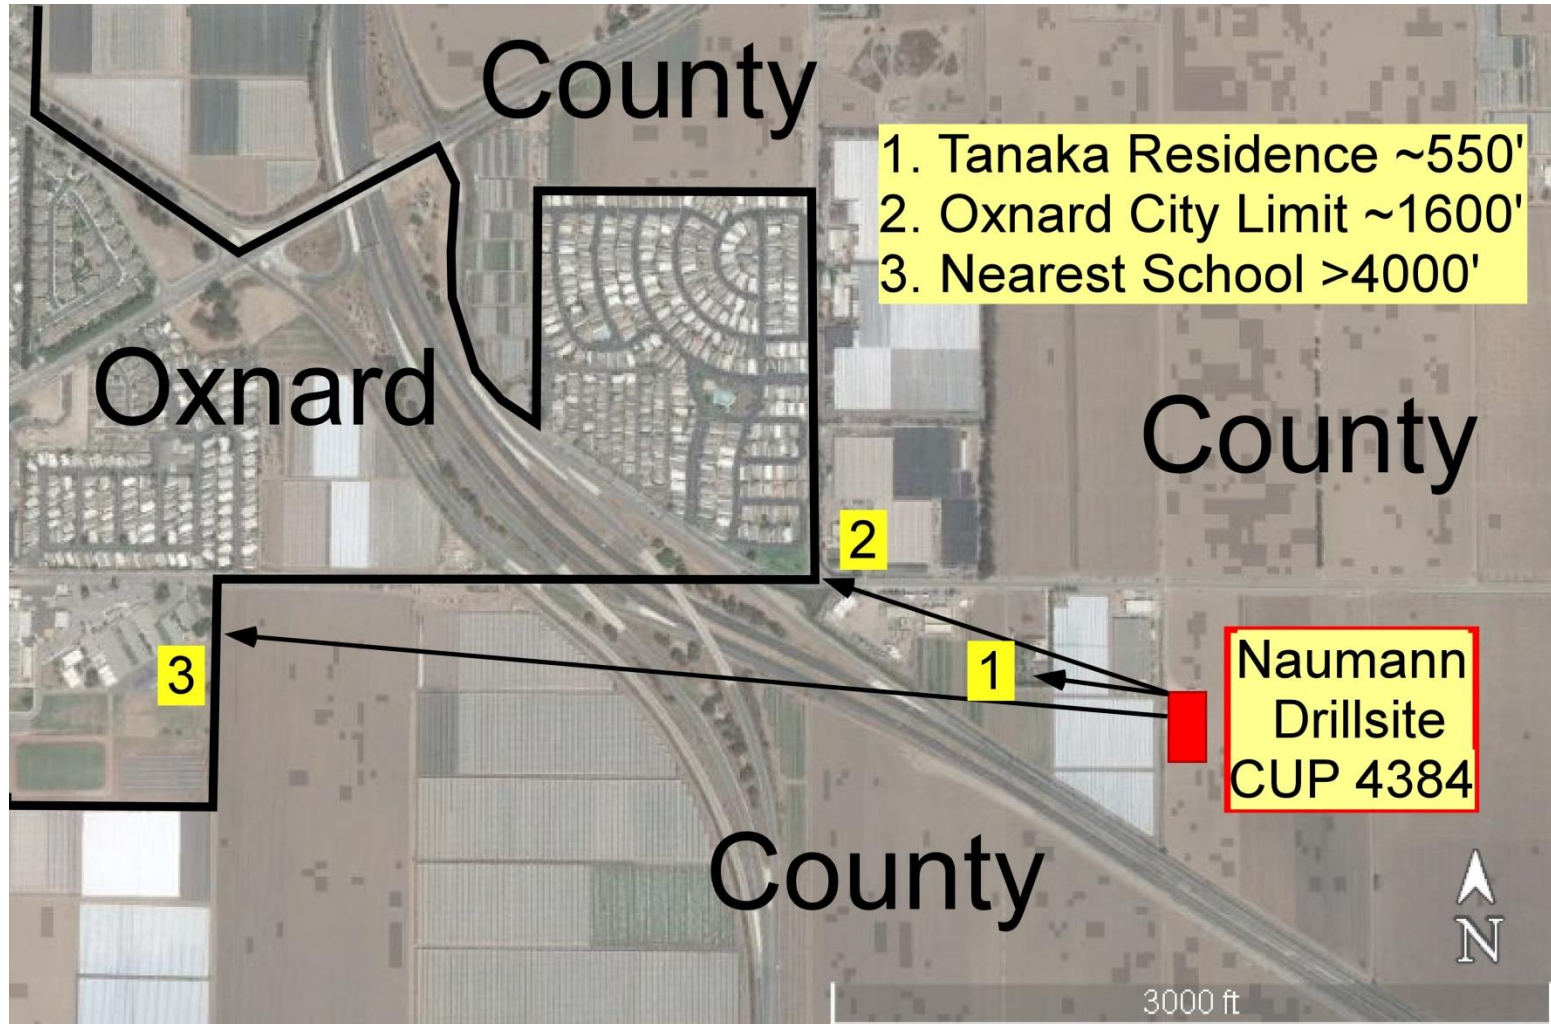 County
1. Tanaka Residence ~550'
2. Oxnard City Limit ~1600'
3. Nearest School >4000'
Oxnard
County
2
1
3
Naumann
Drillsite
CUP 4384
County
N
3000 ft